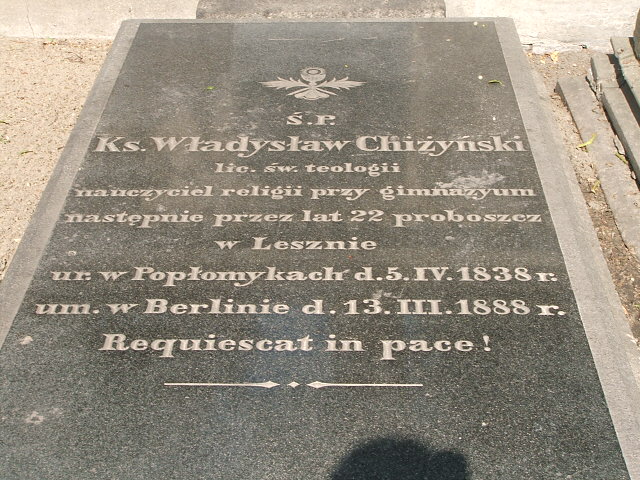 Ś.P.
Ks. Władysław Chiżyński
lic. św. teologii
nauczyciel religii przy gimnazyum
następnie przez lat 22 proboszcz
w Lesznie
ur. w Popłomykach d. 5. IV. 1838 r.
um. w Berlinie d. 13. III. 1888 r.
Requiescat in pace!